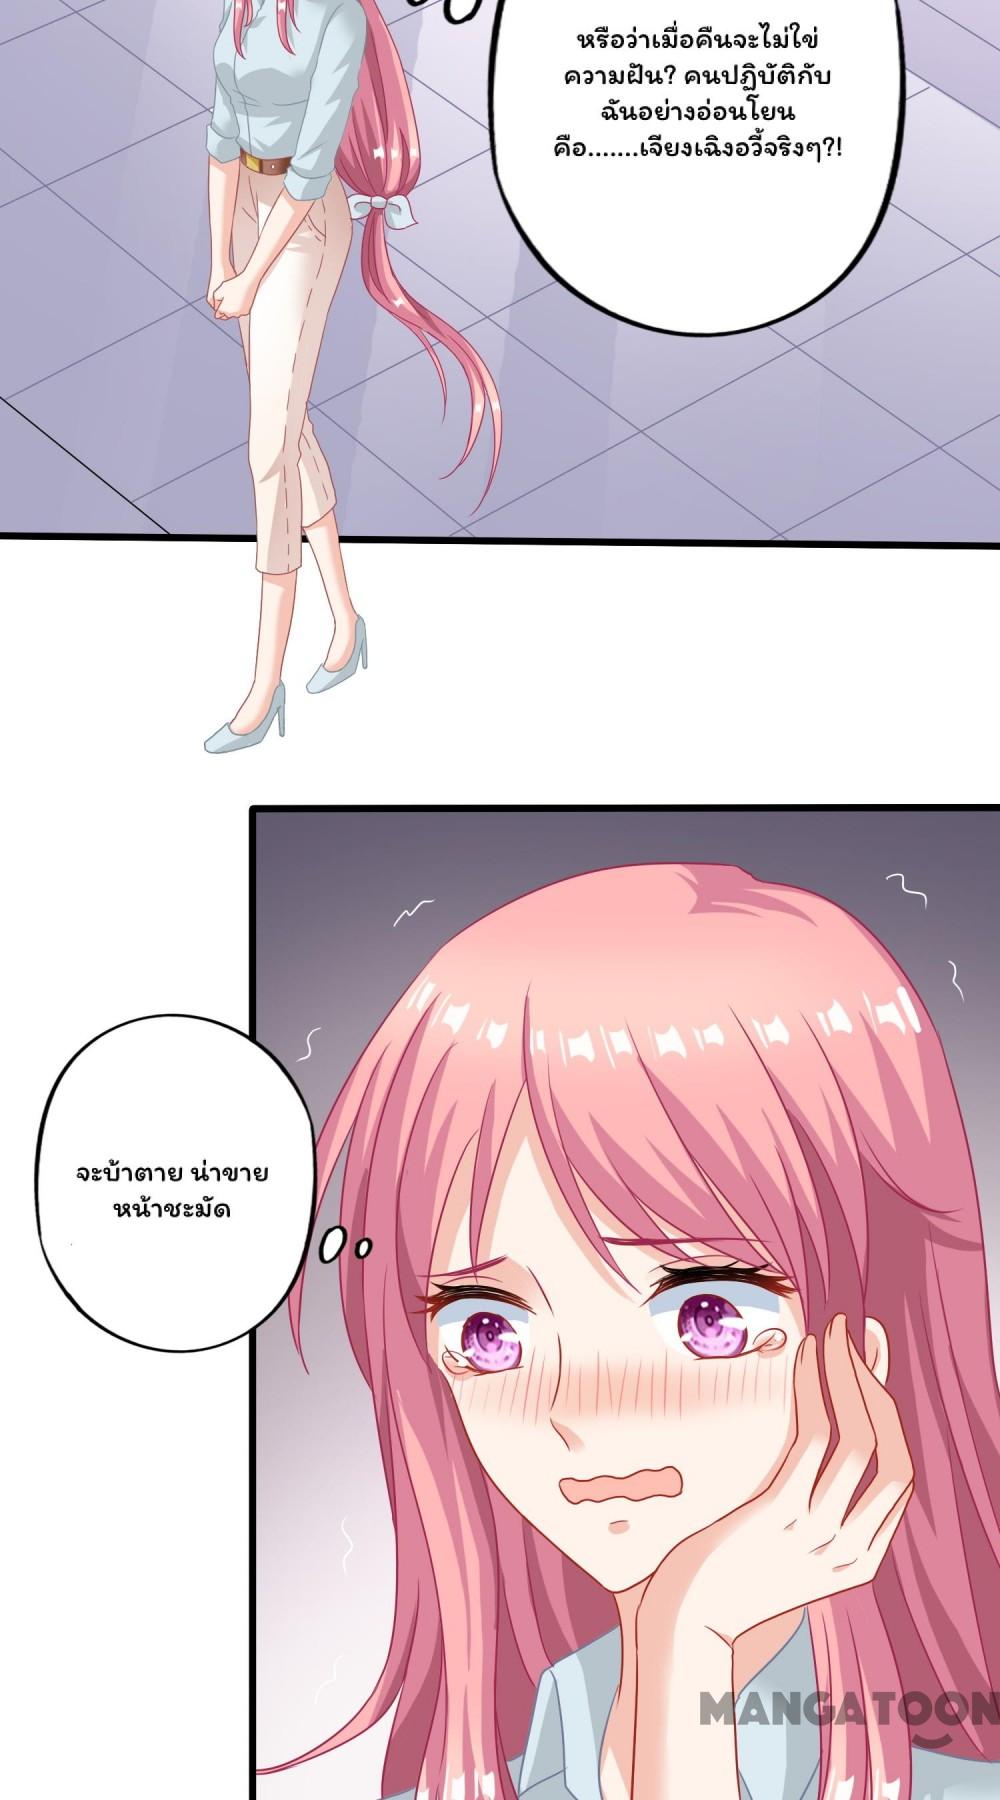 หรือว่าเมื่อคืนจะไม่ใข่
ความฝัน? คนปฏิบัติกับ
ฉันอย่างอ่อนโยน
คือ.......เจียงเฉิงอวี้จริงๆ?!
จะบ้าตาย น่าขาย
หน้าชะมัด
MANGATOON